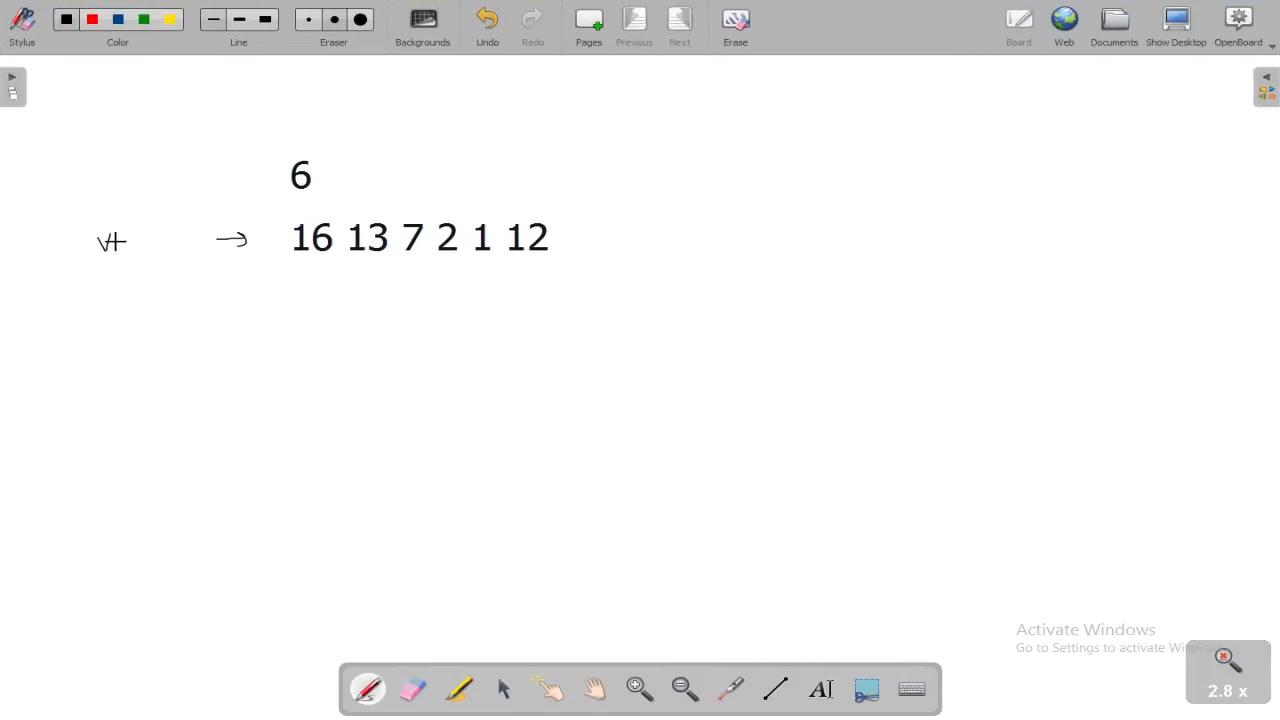 Stylus Color Line Eraser Backgrounds Undo Redo Pages Previous Next Erase Board Web Documents Show Desktop OpenBoard
6
→ 16 13 7 2 1 12
Activate Windows
Go to Settings to activate
2.8 x